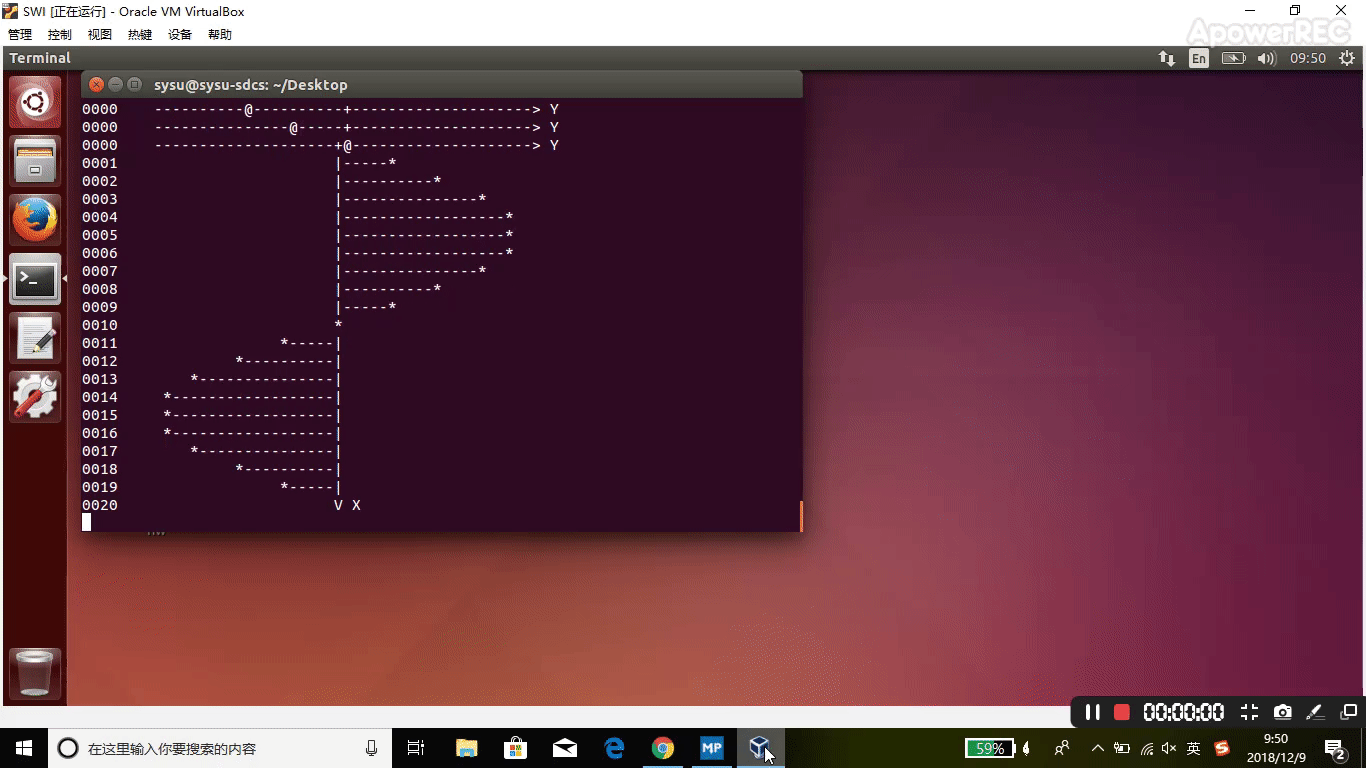 SWI [正在运行] - Oracle VM VirtualBox
管理 控制 视图 热键 设备 帮助
ApowerREC
Terminal En 09:50
sysu@sysu-sdcs: ~/Desktop
0000    ----------@----------+--------------------> Y
0000    ---------------@-----+--------------------> Y
0000    --------------------+@--------------------> Y
0001                        |-----*
0002                        |----------*
0003                        |---------------*
0004                        |------------------*
0005                        |------------------*
0006                        |------------------*
0007                        |---------------*
0008                        |----------*
0009                        |-----*
0010                        *
0011                  *-----|
0012             *----------|
0013        *---------------|
0014     *------------------|
0015     *------------------|
0016     *------------------|
0017        *---------------|
0018             *----------|
0019                  *-----|
0020                        V X
00:00:00
在这里输入你要搜索的内容
MP
59%
英
9:50
2018/12/9
2